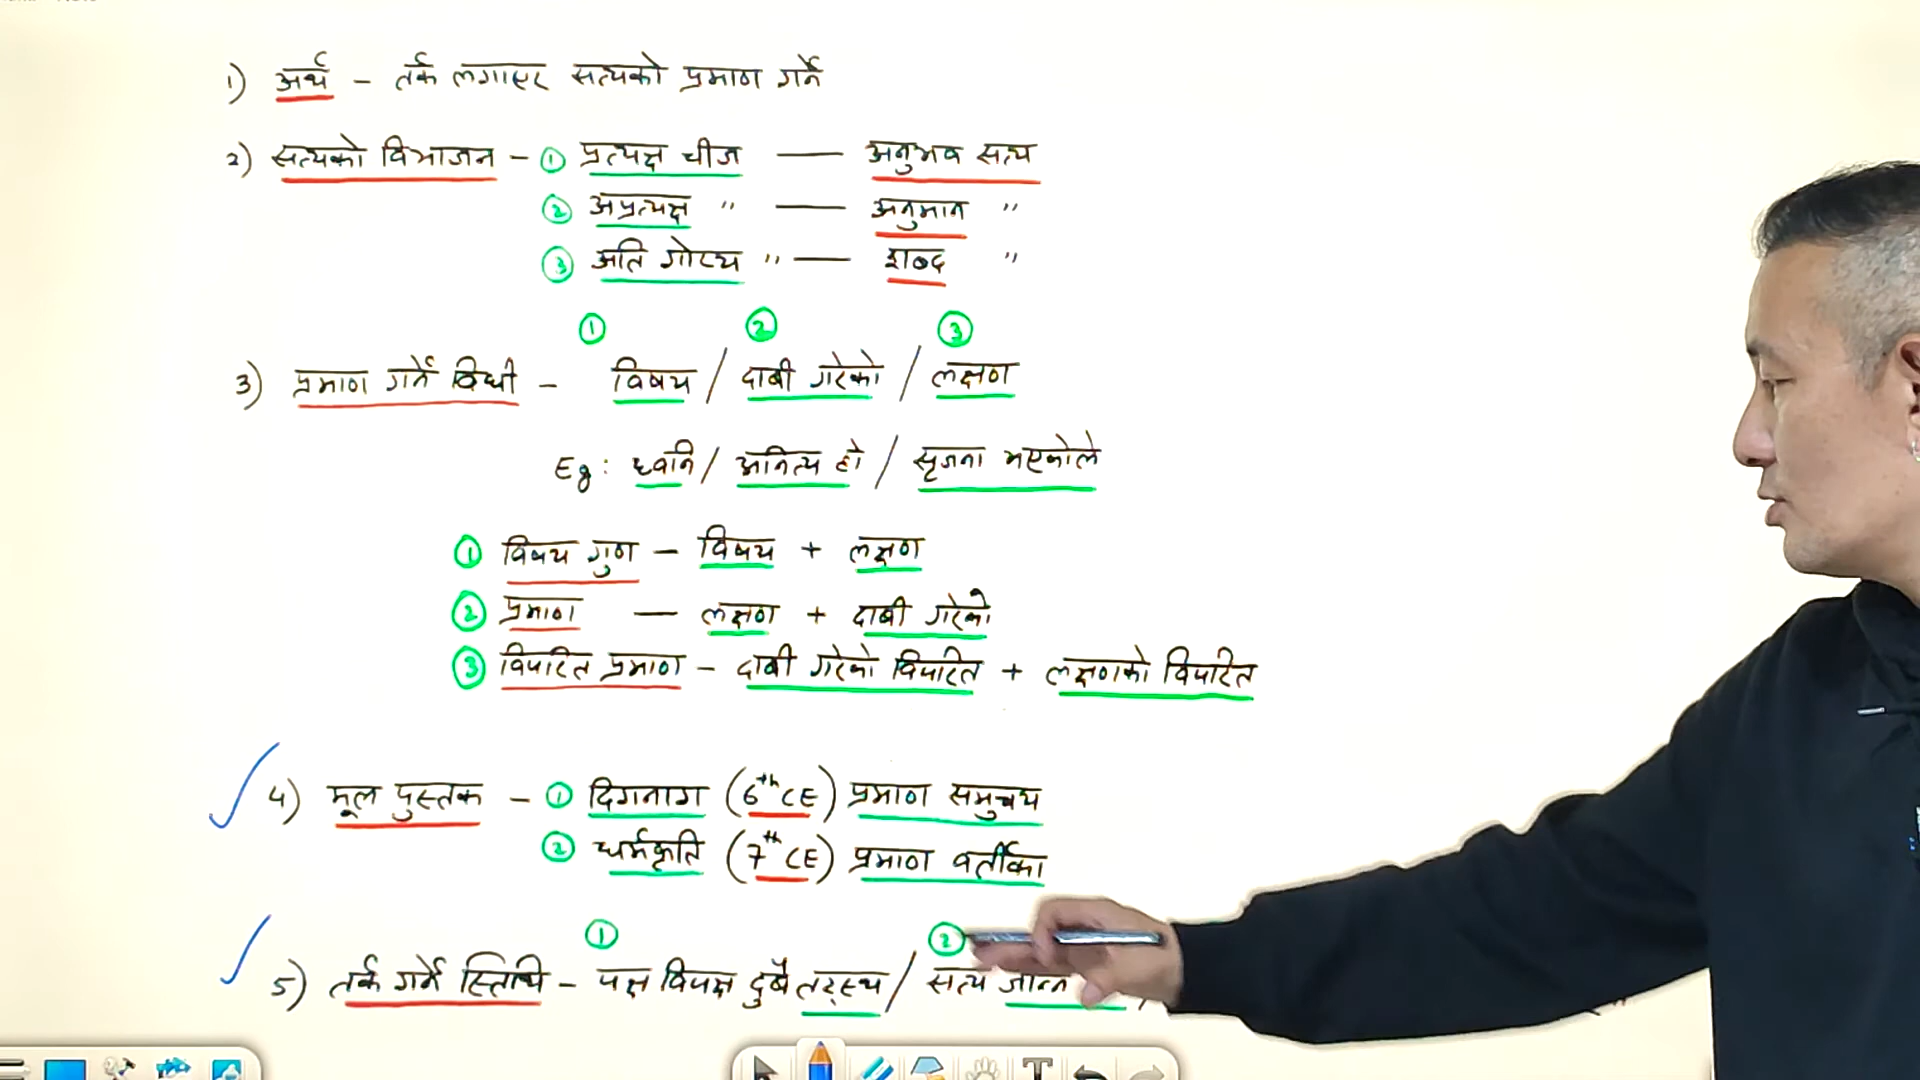 1) अर्थ – तर्क लगाएर सत्यको प्रमाण गर्ने
2) सत्यको विभाजन – ① प्रत्यक्ष चीज — अनुभव सत्य
② अप्रत्यक्ष " — अनुमान "
③ अति गोप्य " — शब्द "
① ② ③
3) प्रमाण गर्ने विधी – विषय / दाबी गरेको / लक्षण
Eg : ध्वनि / अनित्य हो / सृजना भएकोले
① विषय गुण – विषय + लक्षण
② प्रमाण — लक्षण + दाबी गरेको
③ विपरित प्रमाण – दाबी गरेको विपरित + लक्षणको विपरित
4) मूल पुस्तक – ① दिगनाग (6th CE) प्रमाण समुच्चय
② धर्मकृति (7th CE) प्रमाण वर्तीका
① ②
5) तर्क गर्ने स्तिथि – पक्ष विपक्ष दुबै तटस्थ / सत्य जान्न